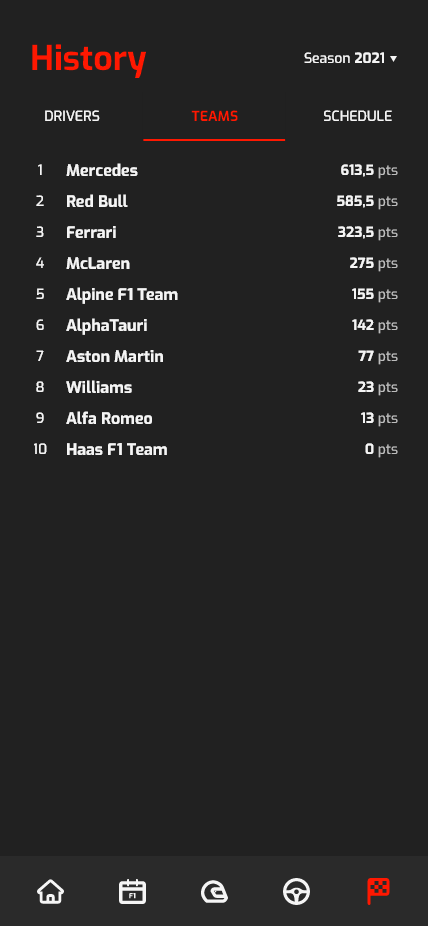 History
Season 2021 ▾
DRIVERS TEAMS SCHEDULE
1 Mercedes 613,5 pts
2 Red Bull 585,5 pts
3 Ferrari 323,5 pts
4 McLaren 275 pts
5 Alpine F1 Team 155 pts
6 AlphaTauri 142 pts
7 Aston Martin 77 pts
8 Williams 23 pts
9 Alfa Romeo 13 pts
10 Haas F1 Team 0 pts
F1